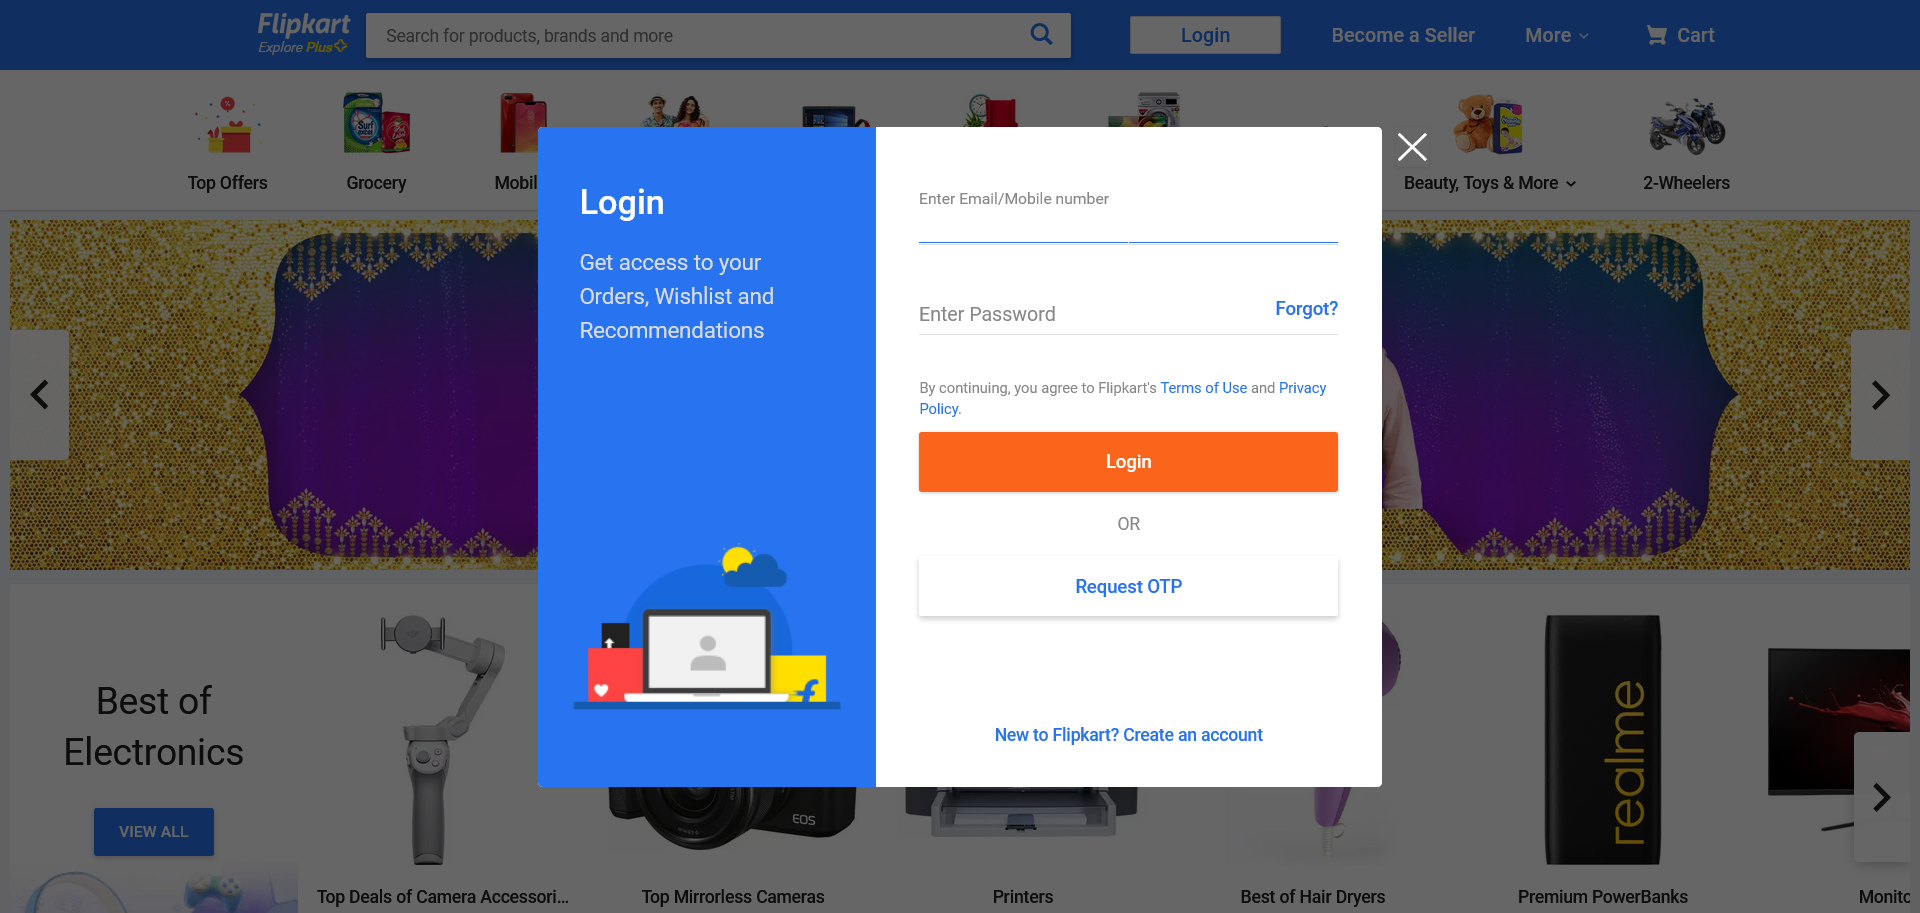 Flipkart
Explore Plus
Search for products, brands and more
Login
Become a Seller
More
Cart
Top Offers
Grocery
Mobil
Beauty, Toys & More
2-Wheelers
Login
Get access to your
Orders, Wishlist and
Recommendations
Enter Email/Mobile number
Enter Password
Forgot?
By continuing, you agree to Flipkart's Terms of Use and Privacy
Policy.
Login
OR
Request OTP
New to Flipkart? Create an account
Best of
Electronics
VIEW ALL
EOS
realme
Top Deals of Camera Accessori...
Top Mirrorless Cameras
Printers
Best of Hair Dryers
Premium PowerBanks
Monito